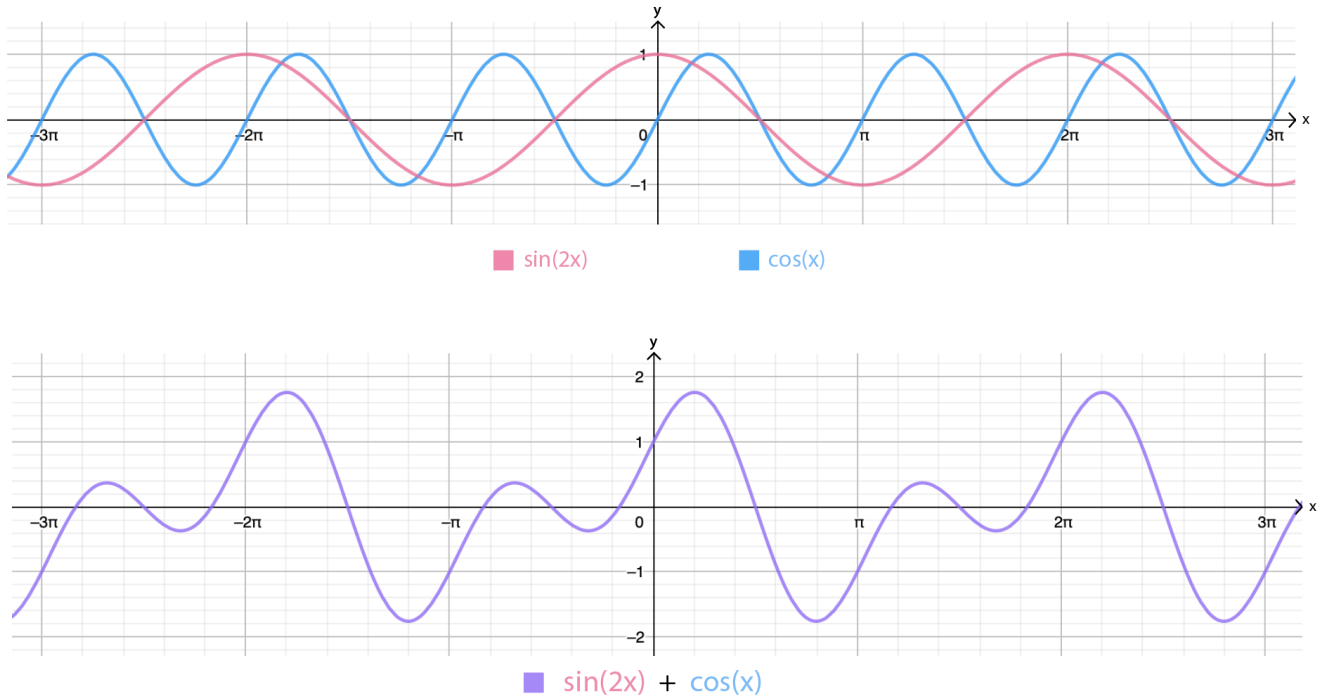 y
1
−3π −2π −π 0 π 2π 3π x
−1
sin(2x) cos(x)
y
2
1
−3π −2π −π 0 π 2π 3π x
−1
−2
sin(2x) + cos(x)